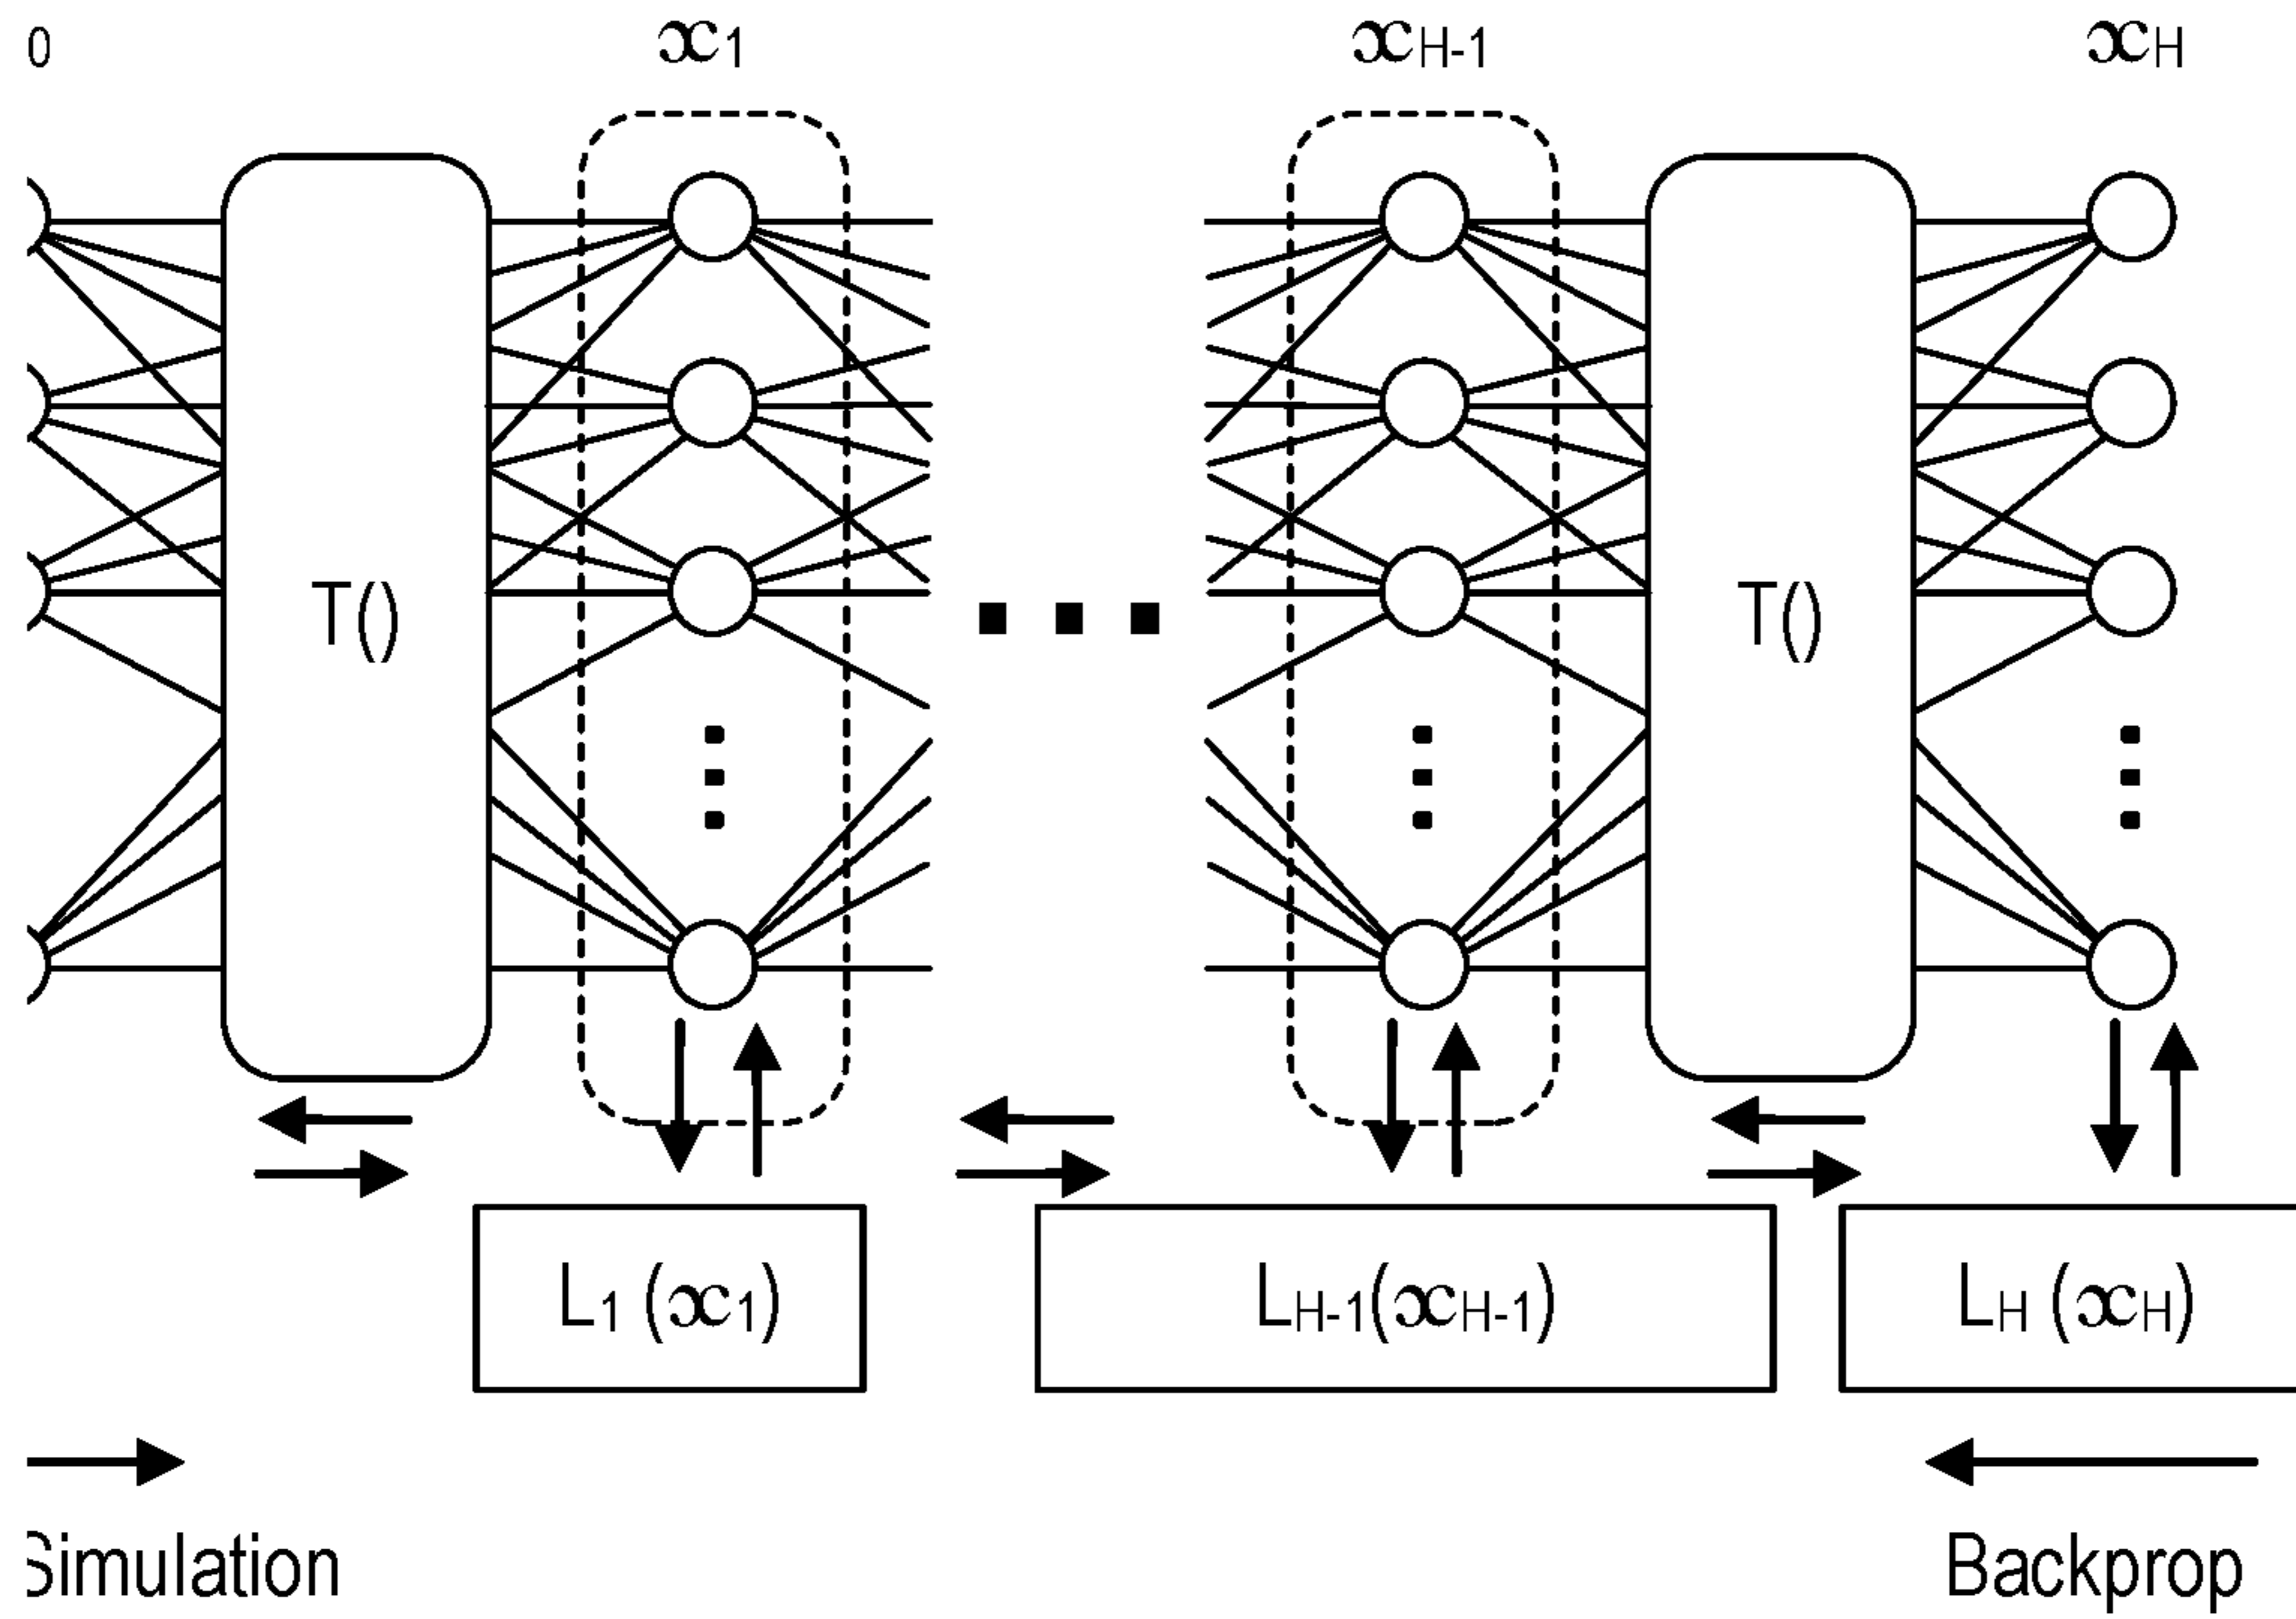 0 x1 xH-1 xH
T() T()
L1 (x1) LH-1(xH-1) LH (xH)
Simulation Backprop